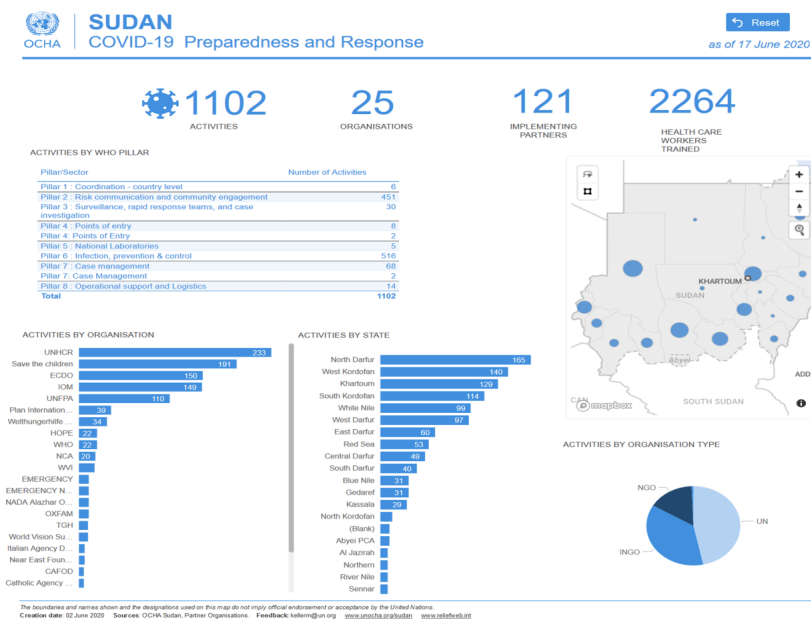 OCHA
SUDAN
COVID-19 Preparedness and Response
Reset
as of 17 June 2020
1102
ACTIVITIES
25
ORGANISATIONS
121
IMPLEMENTING
PARTNERS
2264
HEALTH CARE
WORKERS
TRAINED
ACTIVITIES BY WHO PILLAR
Pillar/Sector Number of Activities
Pillar 1 : Coordination - country level 6
Pillar 2 : Risk communication and community engagement 451
Pillar 3 : Surveillance, rapid response teams, and case 30
investigation
Pillar 4 : Points of entry 8
Pillar 4: Points of Entry 2
Pillar 5 : National Laboratories 5
Pillar 6 : Infection, prevention & control 516
Pillar 7 : Case management 68
Pillar 7: Case Management 2
Pillar 8 : Operational support and Logistics 14
Total 1102
KHARTOUM
SUDAN
Abyei
ADD
CAN
mapbox
SOUTH SUDAN
ACTIVITIES BY ORGANISATION
UNHCR 233
Save the children 191
ECDO 150
IOM 149
UNFPA 110
Plan Internation... 39
Welthungerhilfe ... 34
HOPE 22
WHO 22
NCA 20
WVI
EMERGENCY
EMERGENCY N...
NADA Alazhar O...
OXFAM
TGH
World Vision Su...
Italian Agency D...
Near East Foun...
CAFOD
Catholic Agency ...
ACTIVITIES BY STATE
North Darfur 165
West Kordofan 140
Khartoum 129
South Kordofan 114
White Nile 99
West Darfur 97
East Darfur 60
Red Sea 53
Central Darfur 49
South Darfur 40
Blue Nile 31
Gedaref 31
Kassala 29
North Kordofan
(Blank)
Abyei PCA
Al Jazirah
Northern
River Nile
Sennar
ACTIVITIES BY ORGANISATION TYPE
NGO
UN
INGO
The boundaries and names shown and the designations used on this map do not imply official endorsement or acceptance by the United Nations.
Creation date: 02 June 2020 Sources: OCHA Sudan, Partner Organisations. Feedback: kellerm@un.org www.unocha.org/sudan www.reliefweb.int